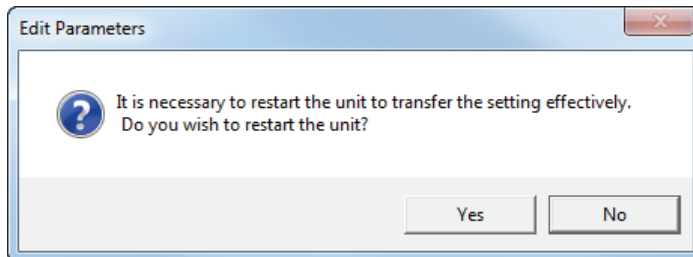 Edit Parameters
It is necessary to restart the unit to transfer the setting effectively.
Do you wish to restart the unit?
Yes No